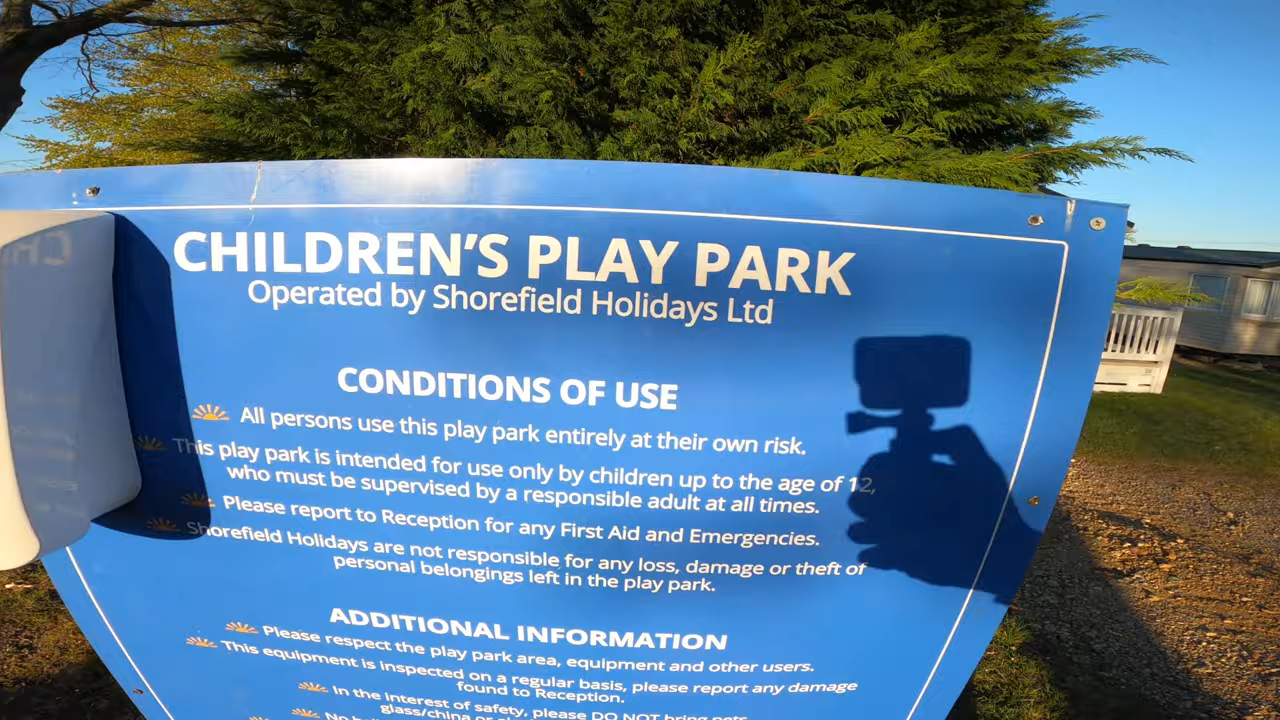 CHILDREN'S PLAY PARK
Operated by Shorefield Holidays Ltd
CONDITIONS OF USE
All persons use this play park entirely at their own risk.
This play park is intended for use only by children up to the age of 12,
who must be supervised by a responsible adult at all times.
Please report to Reception for any First Aid and Emergencies.
Shorefield Holidays are not responsible for any loss, damage or theft of
personal belongings left in the play park.
ADDITIONAL INFORMATION
Please respect the play park area, equipment and other users.
This equipment is inspected on a regular basis, please report any damage
found to Reception.
In the interest of safety, please DO NOT bring pets,
glass/china or
No